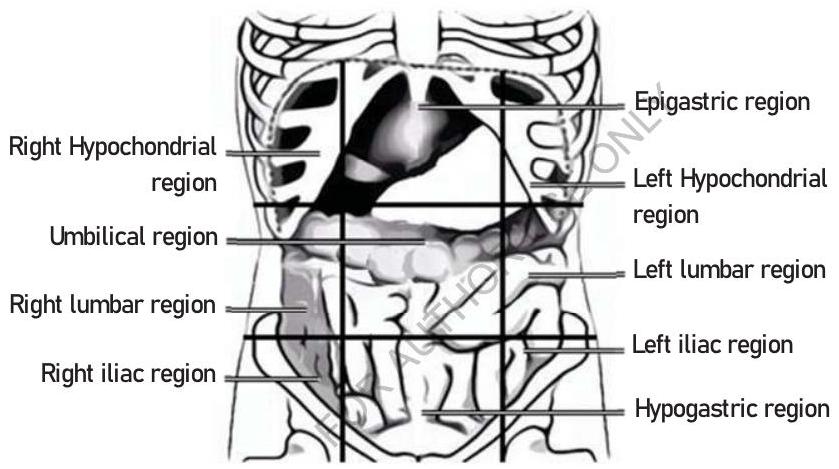 Epigastric region
Right Hypochondrial
region
Left Hypochondrial
region
Umbilical region
Left lumbar region
Right lumbar region
Left iliac region
Right iliac region
Hypogastric region
FOR AUTHOR USE ONLY